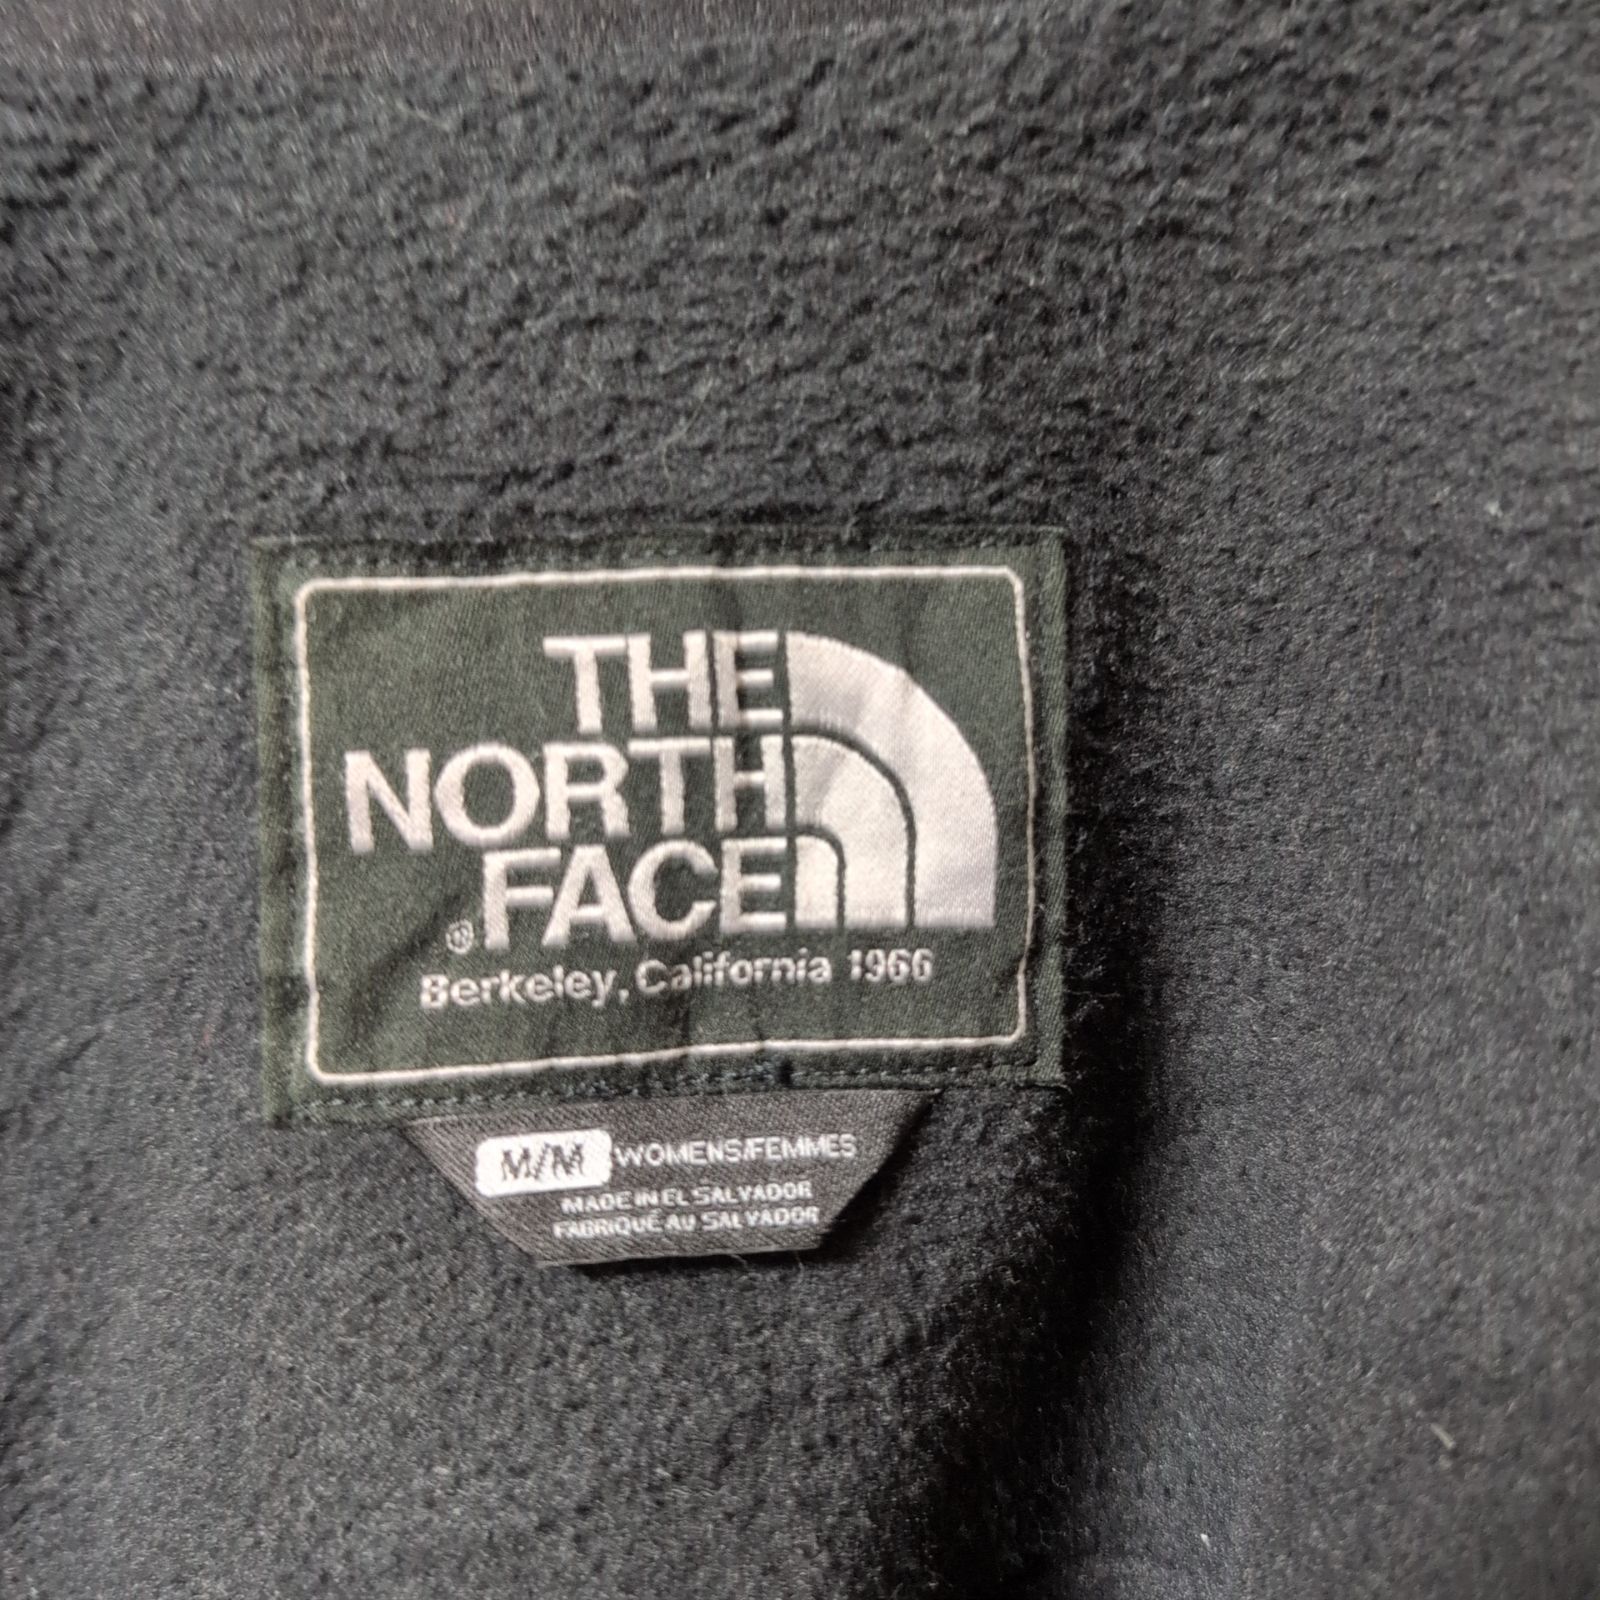 THE
NORTH
® FACE
Berkeley, California 1966
M/M WOMENS/FEMMES
MADE IN EL SALVADOR
FABRIQUÉ AU SALVADOR